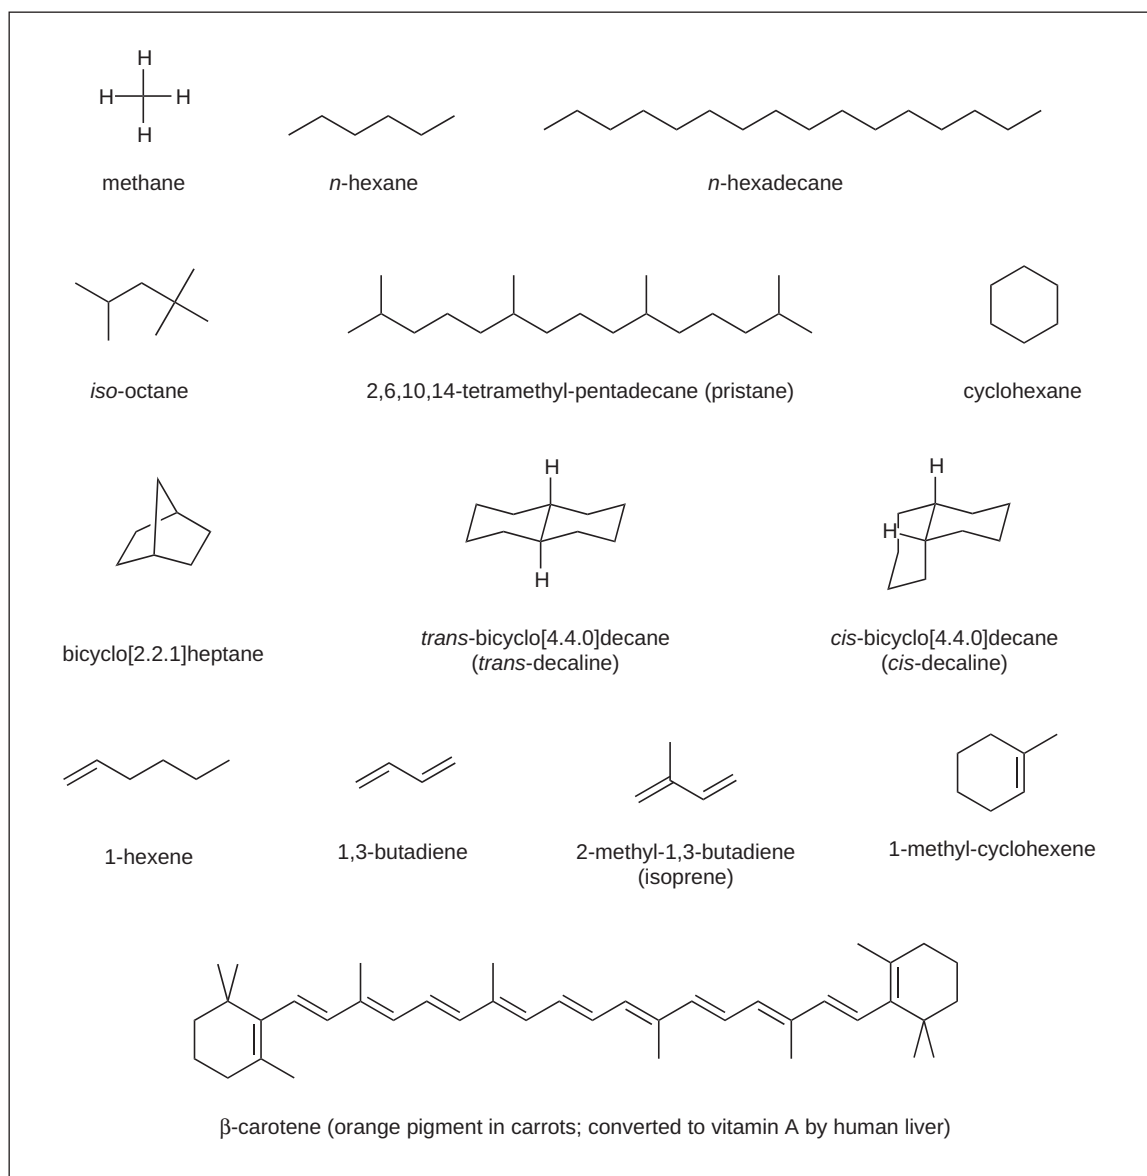 H
H H
H
methane
n-hexane
n-hexadecane
iso-octane
2,6,10,14-tetramethyl-pentadecane (pristane)
cyclohexane
H
H
H
H
bicyclo[2.2.1]heptane
trans-bicyclo[4.4.0]decane
(trans-decaline)
cis-bicyclo[4.4.0]decane
(cis-decaline)
1-hexene
1,3-butadiene
2-methyl-1,3-butadiene
(isoprene)
1-methyl-cyclohexene
β-carotene (orange pigment in carrots; converted to vitamin A by human liver)